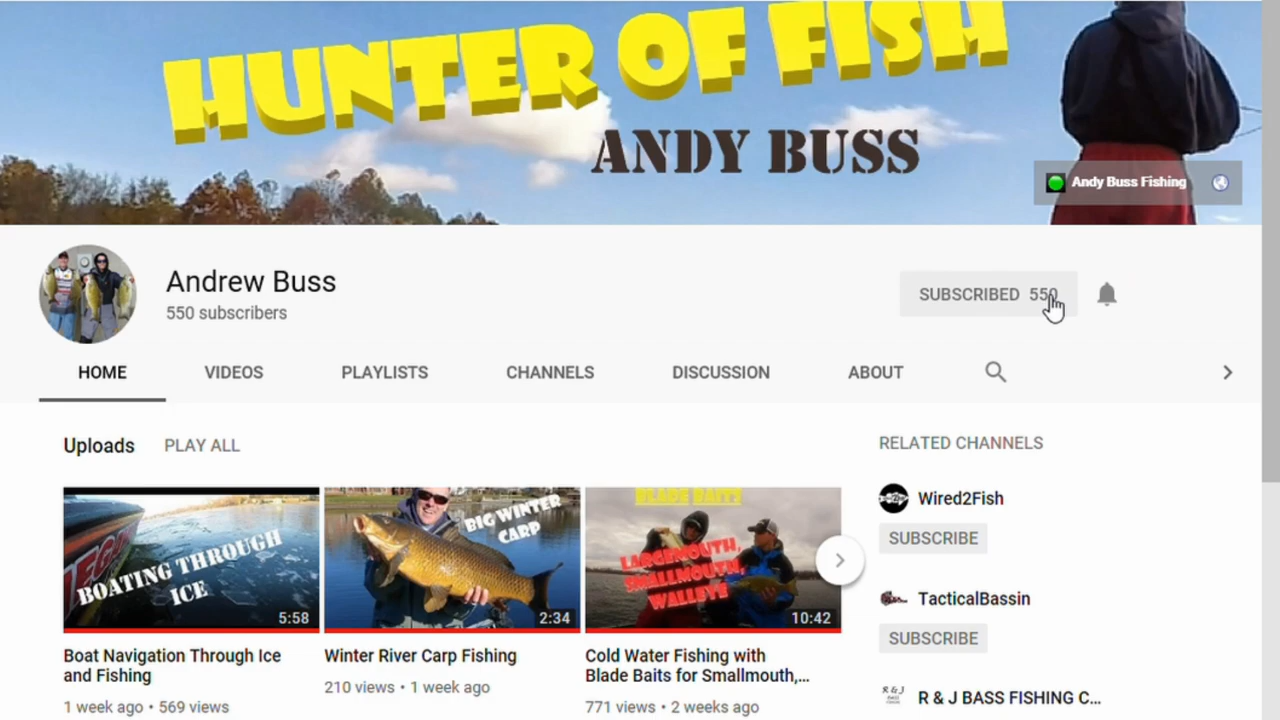 HUNTER OF FISH
ANDY BUSS
Andy Buss Fishing
Andrew Buss
550 subscribers
SUBSCRIBED 550
HOME VIDEOS PLAYLISTS CHANNELS DISCUSSION ABOUT
Uploads PLAY ALL
RELATED CHANNELS
BOATING THROUGH
ICE
5:58
BIG WINTER
CARP
2:34
BLADE BAITS
LARGEMOUTH,
SMALLMOUTH,
WALLEYE
10:42
Wired2Fish
SUBSCRIBE
TacticalBassin
SUBSCRIBE
R & J
R & J BASS FISHING C...
Boat Navigation Through Ice
and Fishing
1 week ago • 569 views
Winter River Carp Fishing
210 views • 1 week ago
Cold Water Fishing with
Blade Baits for Smallmouth,...
771 views • 2 weeks ago